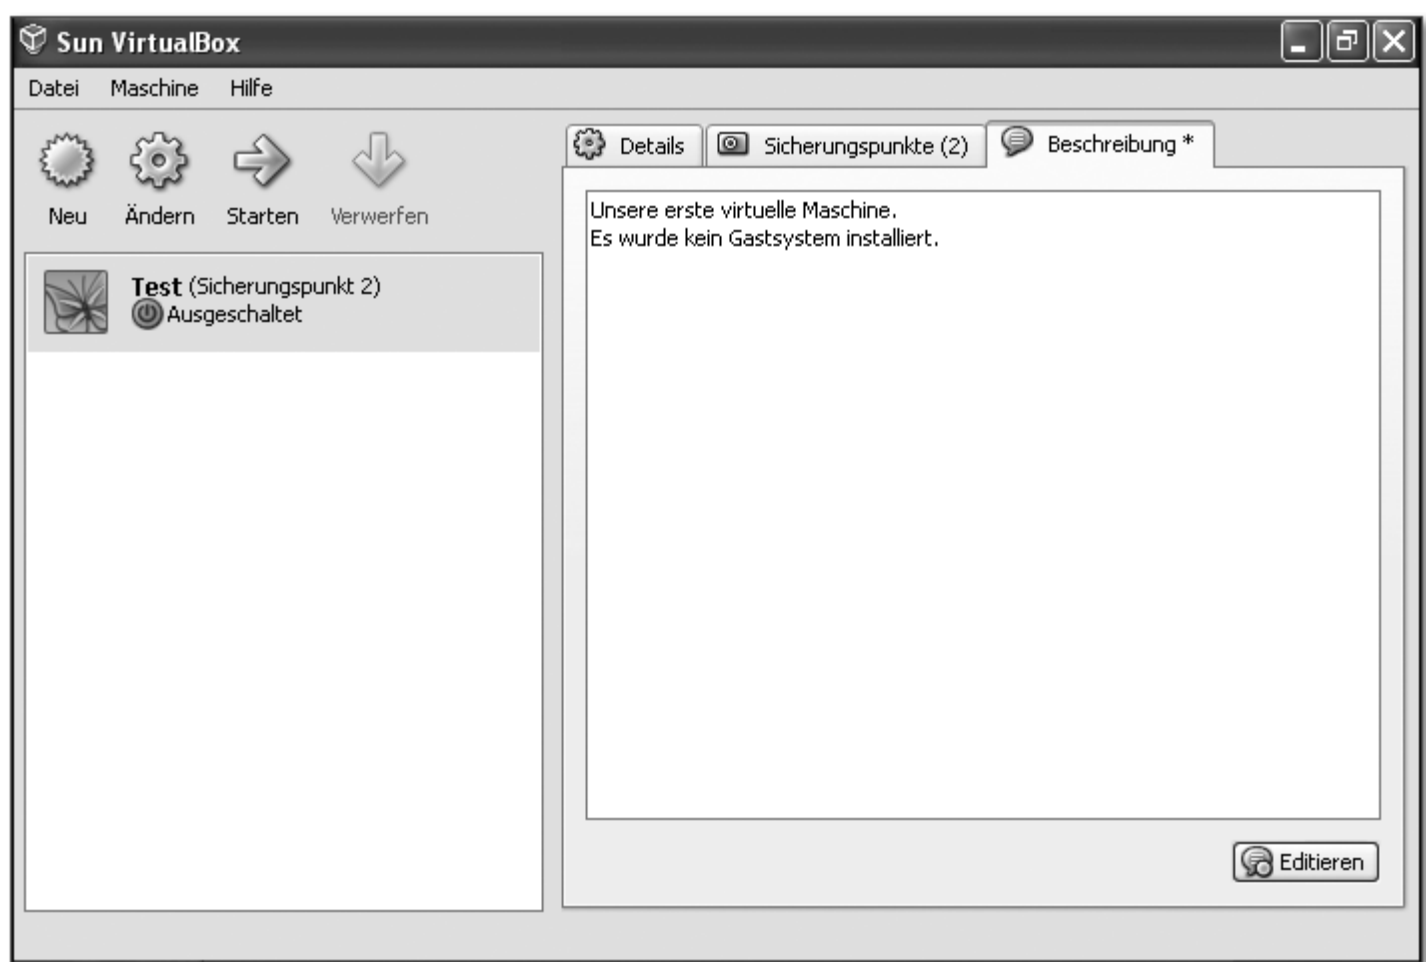 Sun VirtualBox
Datei Maschine Hilfe
Neu Ändern Starten Verwerfen
Test (Sicherungspunkt 2)
Ausgeschaltet
Details Sicherungspunkte (2) Beschreibung *
Unsere erste virtuelle Maschine.
Es wurde kein Gastsystem installiert.
Editieren